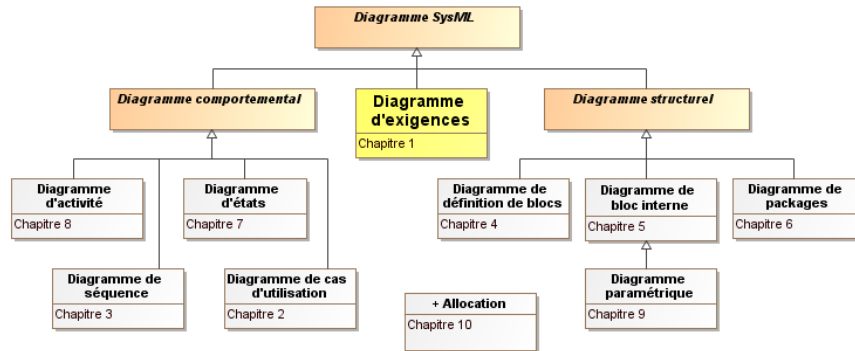 Diagramme SysML
Diagramme comportemental
Diagramme
d'exigences
Chapitre 1
Diagramme structurel
Diagramme
d'activité
Chapitre 8
Diagramme
d'états
Chapitre 7
Diagramme de
définition de blocs
Chapitre 4
Diagramme de
bloc interne
Chapitre 5
Diagramme de
packages
Chapitre 6
Diagramme de
séquence
Chapitre 3
Diagramme de cas
d'utilisation
Chapitre 2
+ Allocation
Chapitre 10
Diagramme
paramétrique
Chapitre 9